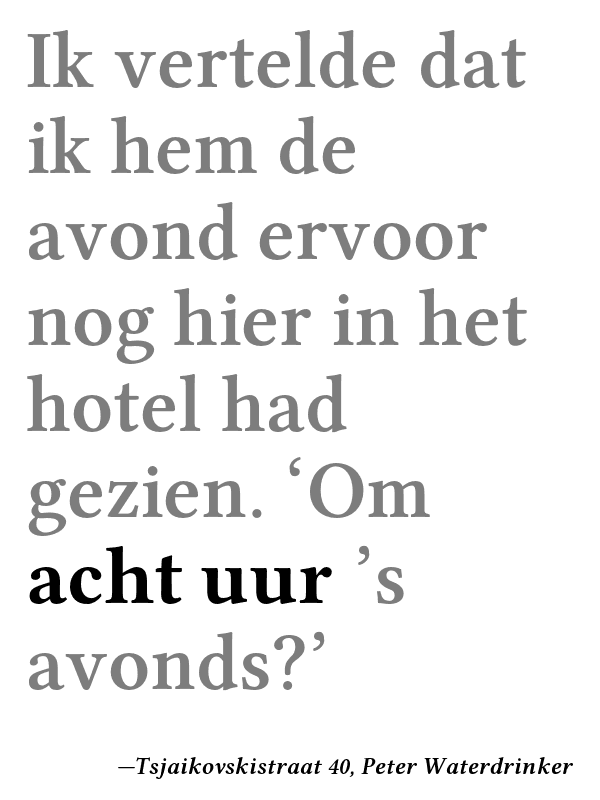 Ik vertelde dat
ik hem de
avond ervoor
nog hier in het
hotel had
gezien. ‘Om
acht uur ’s
avonds?’
—Tsjaikovskistraat 40, Peter Waterdrinker